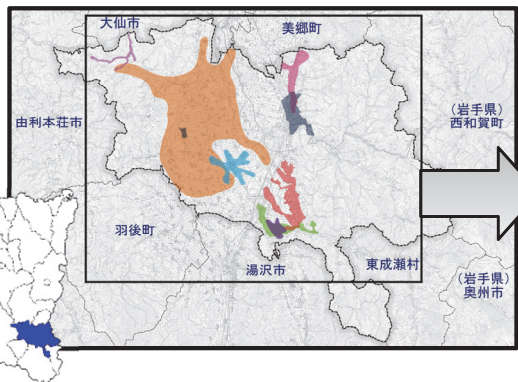 大仙市
美郷町
由利本荘市
（岩手県）
西和賀町
羽後町
湯沢市
東成瀬村
（岩手県）
奥州市